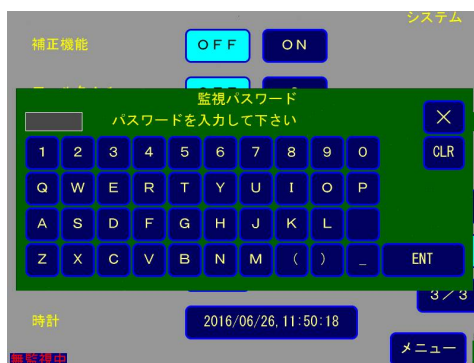 システム
補正機能 OFF ON
監視パスワード
パスワードを入力して下さい ×
1 2 3 4 5 6 7 8 9 0 CLR
Q W E R T Y U I O P
A S D F G H J K L
Z X C V B N M ( ) _ ENT
3/3
時計 2016/06/26,11:50:18
メニュー
無監視中